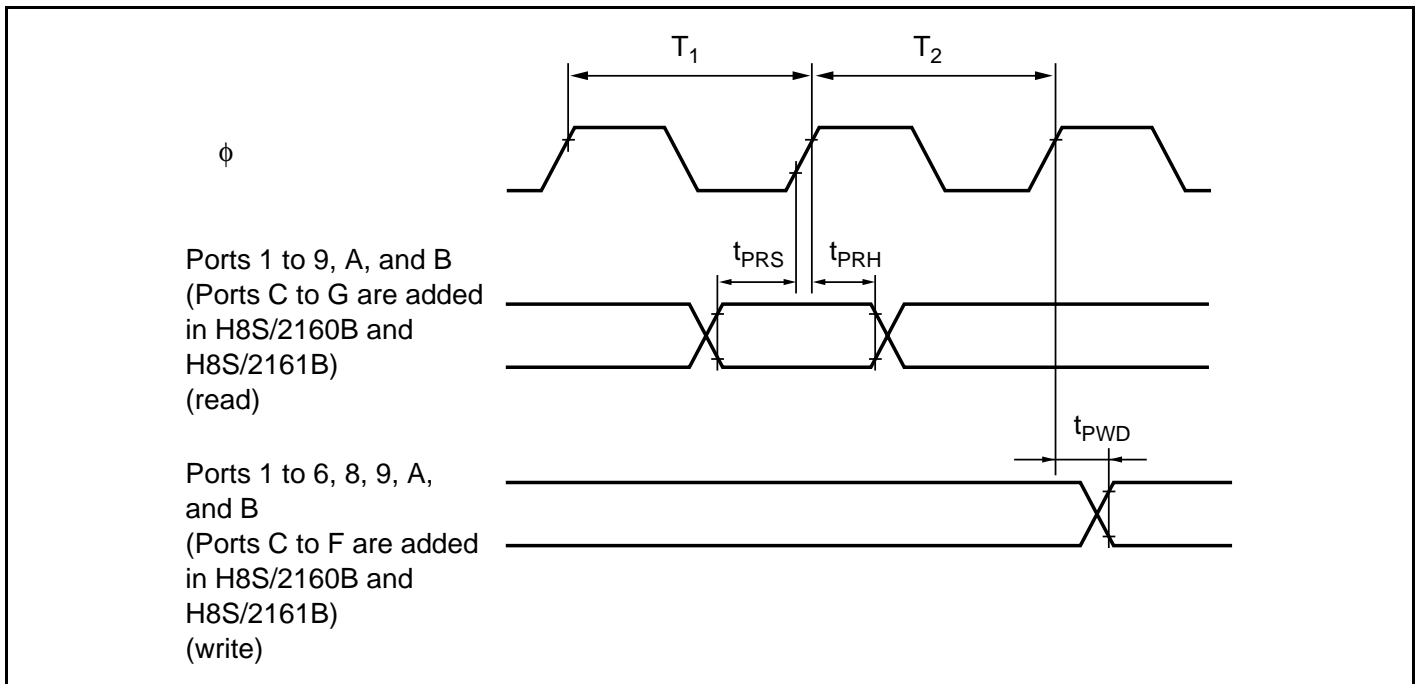 T1
T2
ϕ
tPRS
tPRH
Ports 1 to 9, A, and B
(Ports C to G are added
in H8S/2160B and
H8S/2161B)
(read)
tPWD
Ports 1 to 6, 8, 9, A,
and B
(Ports C to F are added
in H8S/2160B and
H8S/2161B)
(write)